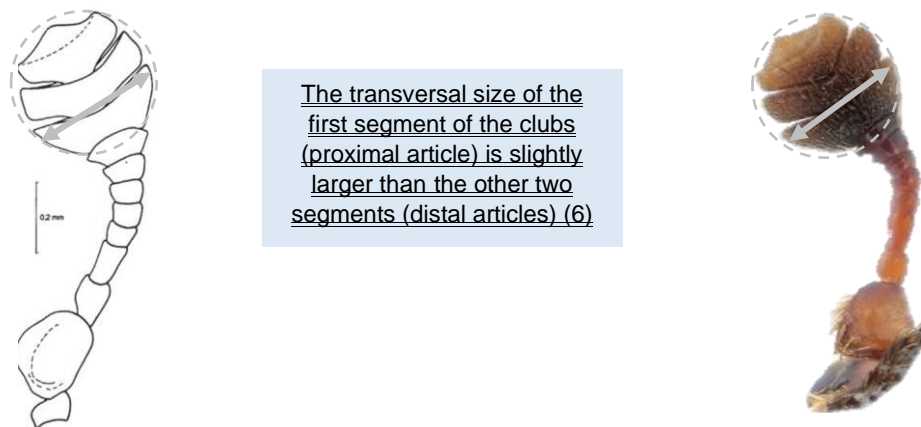 The transversal size of the
first segment of the clubs
(proximal article) is slightly
larger than the other two
segments (distal articles) (6)
0,2 mm